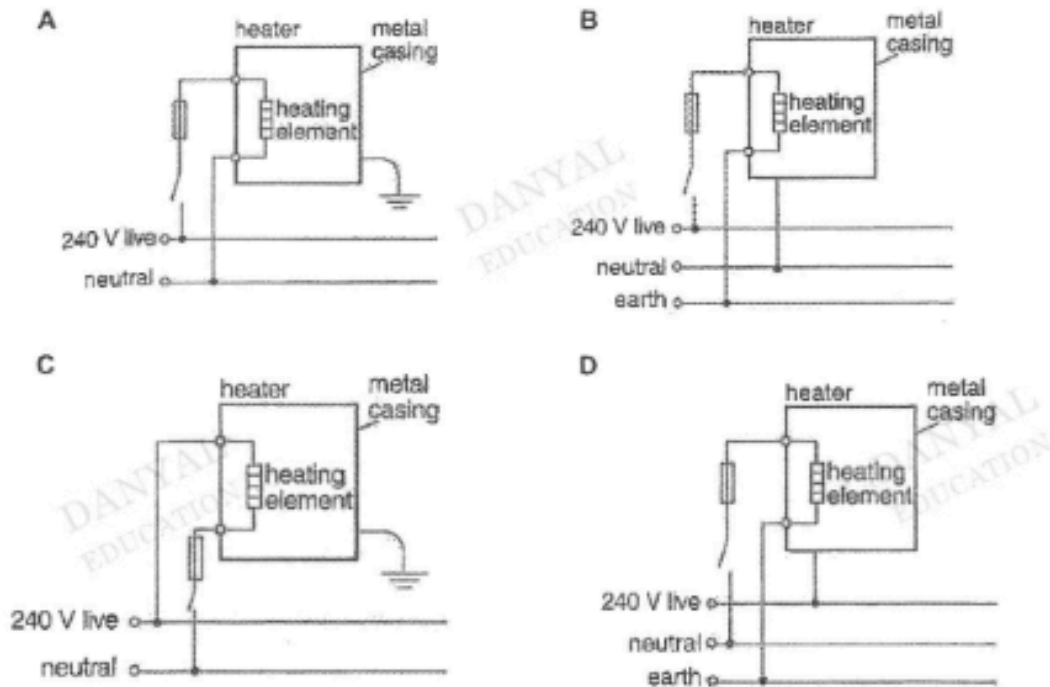 A
heater
metal
casing
heating
element
240 V live
neutral
B
heater
metal
casing
heating
element
240 V live
neutral
earth
DANYAL
EDUCATION
C
heater
metal
casing
heating
element
240 V live
neutral
DANYAL
EDUCATION
D
heater
metal
casing
heating
element
240 V live
neutral
earth
DANYAL
EDUCATION